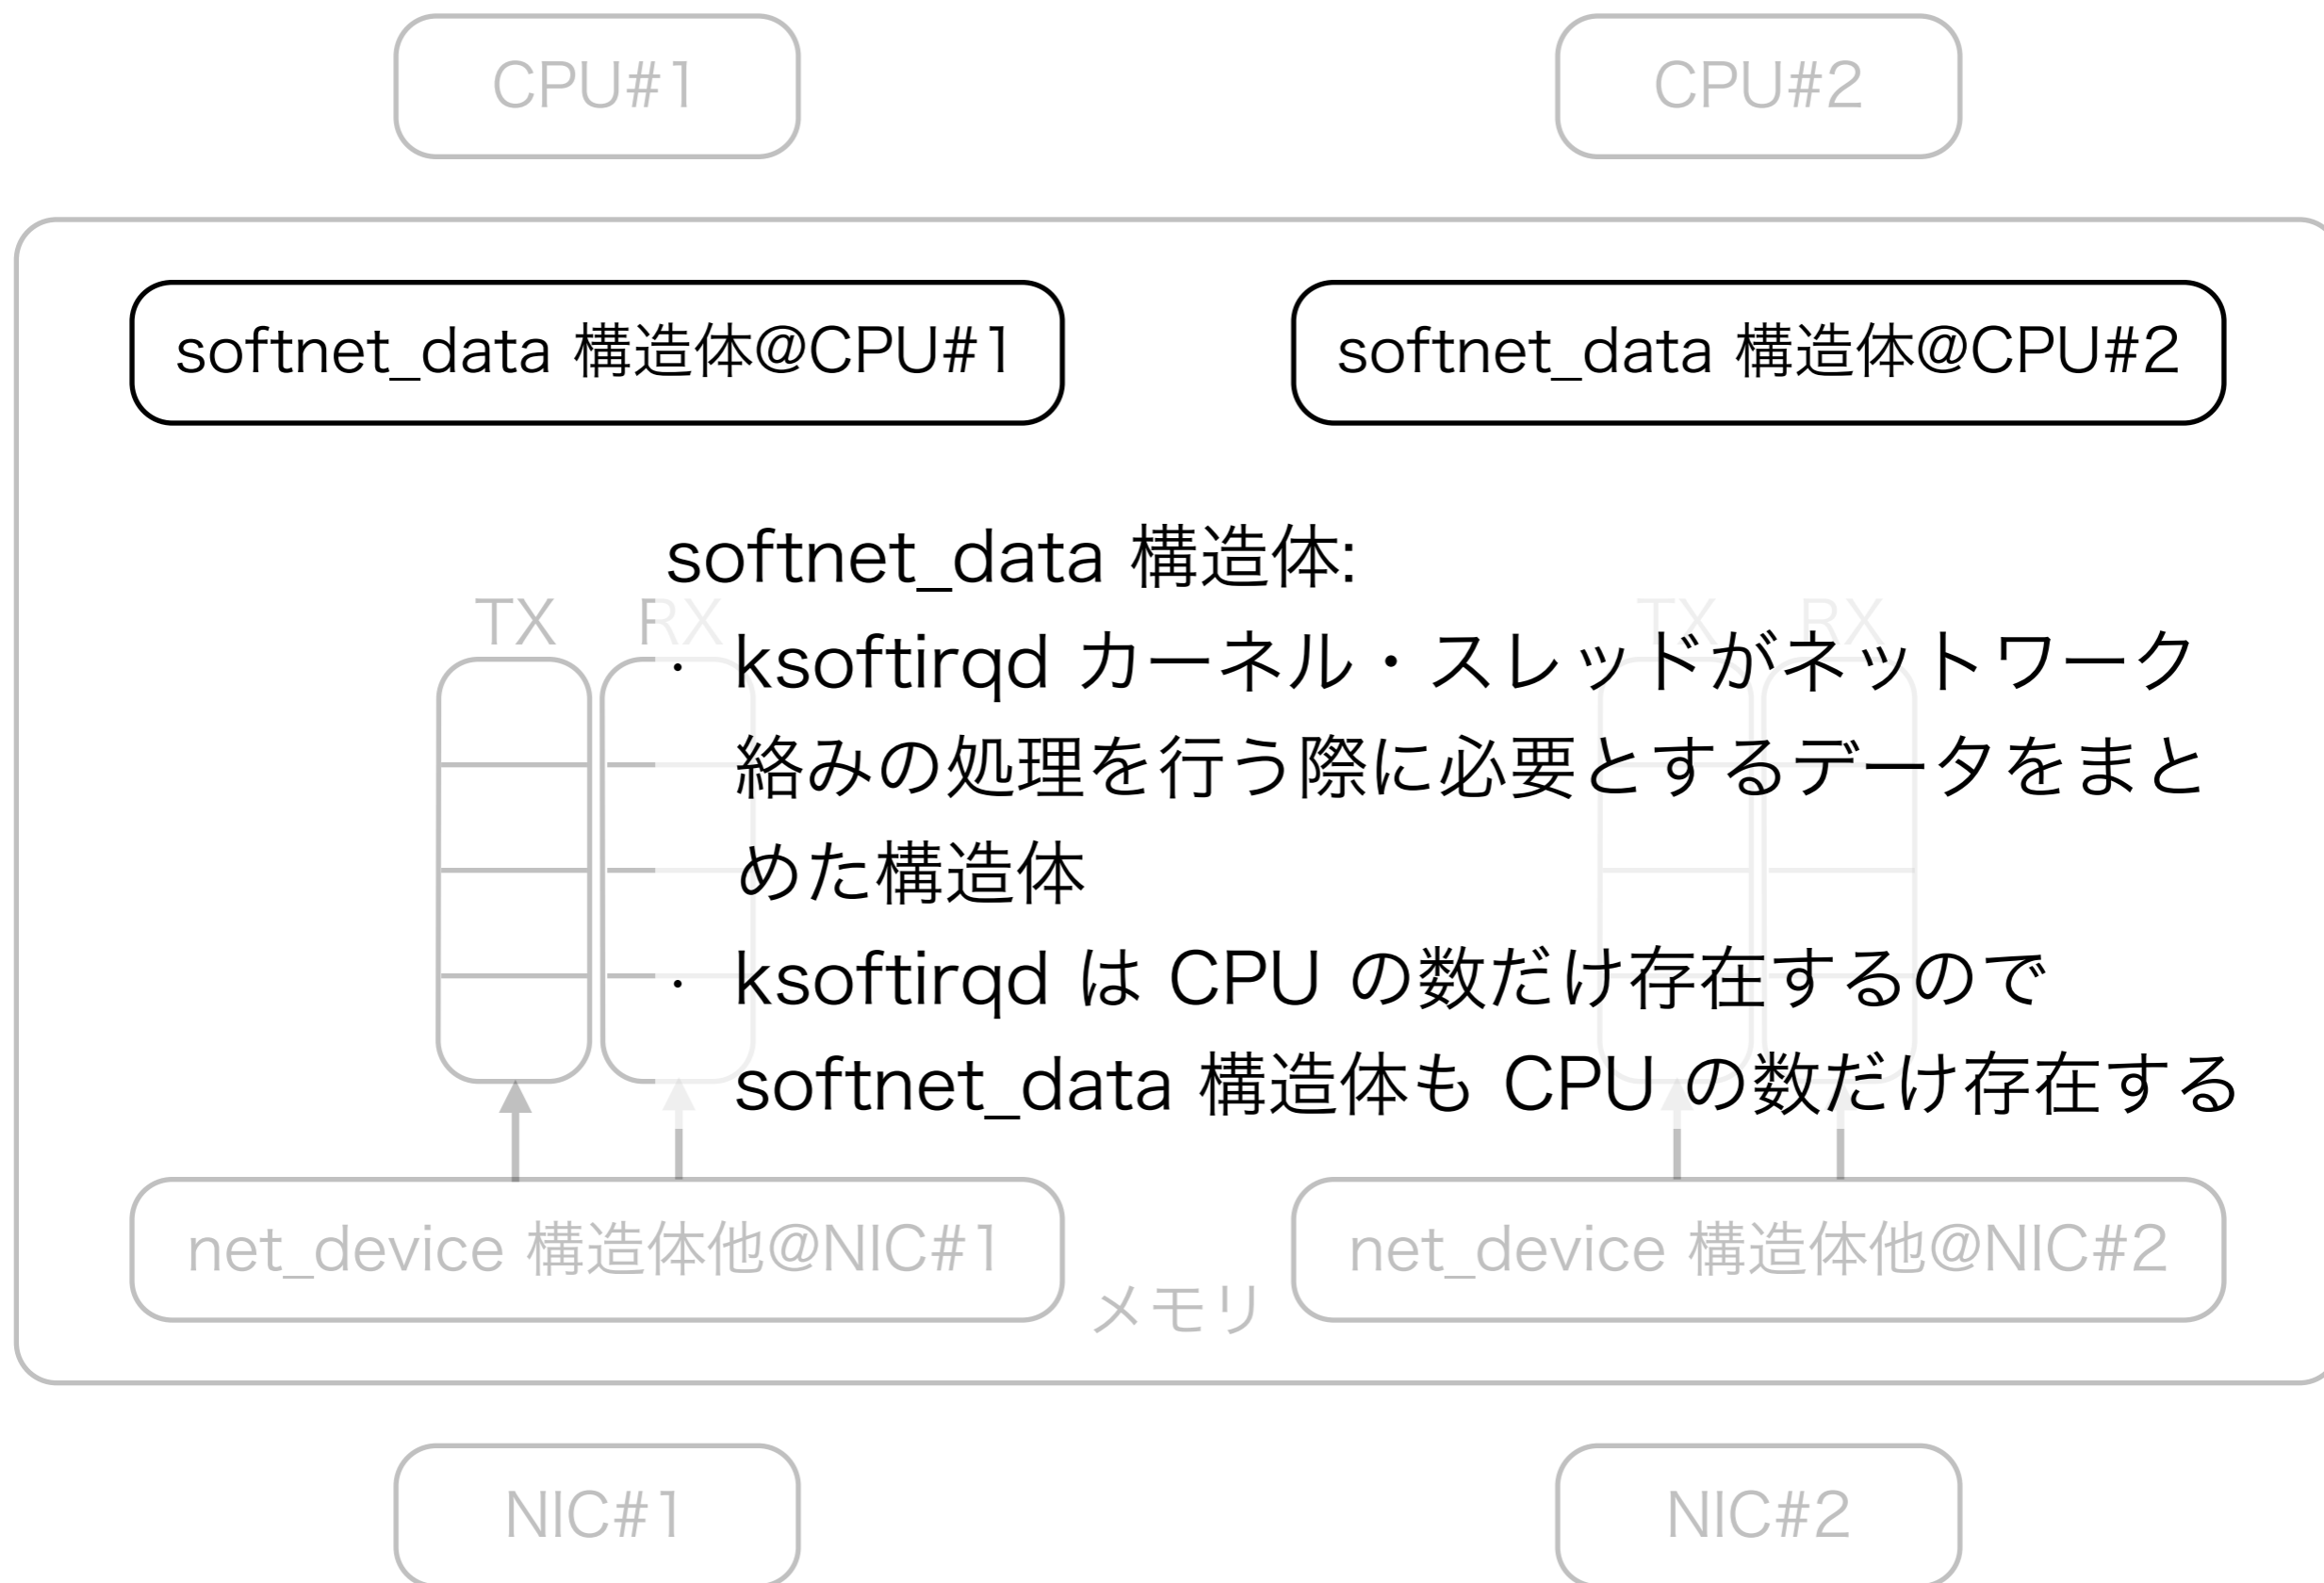 CPU#1
CPU#2
softnet_data 構造体@CPU#1
softnet_data 構造体@CPU#2
softnet_data 構造体:
TX
RX
TX
RX
・ ksoftirqd カーネル・スレッドがネットワーク
絡みの処理を行う際に必要とするデータをまと
めた構造体
・ ksoftirqd は CPU の数だけ存在するので
softnet_data 構造体も CPU の数だけ存在する
net_device 構造体他@NIC#1
net_device 構造体他@NIC#2
メモリ
NIC#1
NIC#2